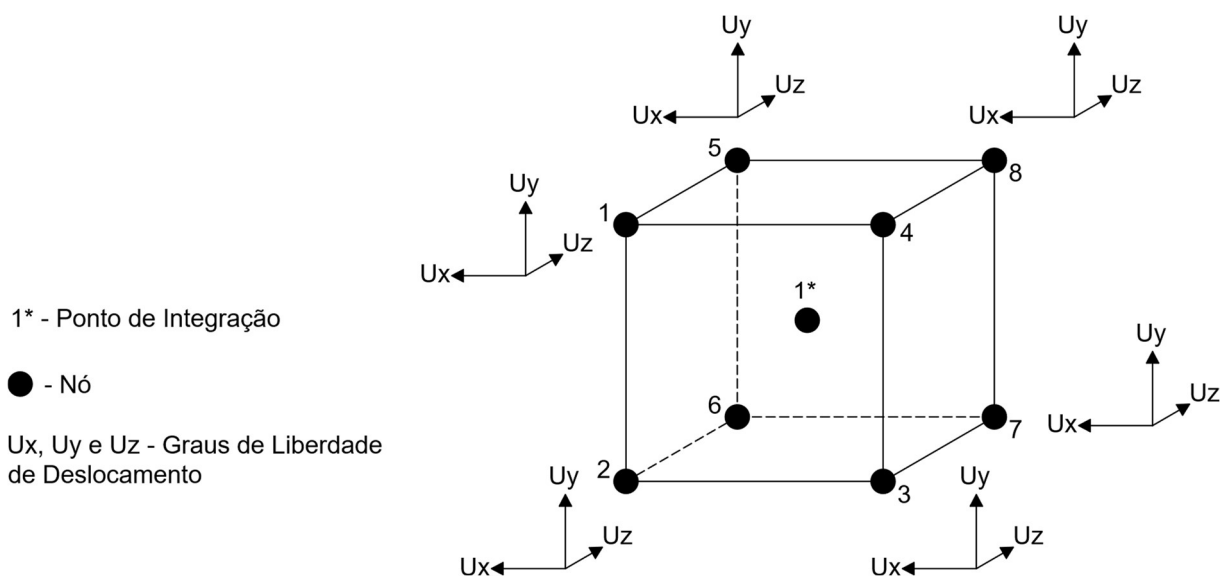 Uy
Uz
Ux
Uy
Uz
Ux
5
8
Uy
Uz
Ux
1
4
1*
1* - Ponto de Integração
Uy
Uz
Ux
- Nó
6
7
Ux, Uy e Uz - Graus de Liberdade
de Deslocamento
2
3
Uy
Uz
Ux
Uy
Uz
Ux